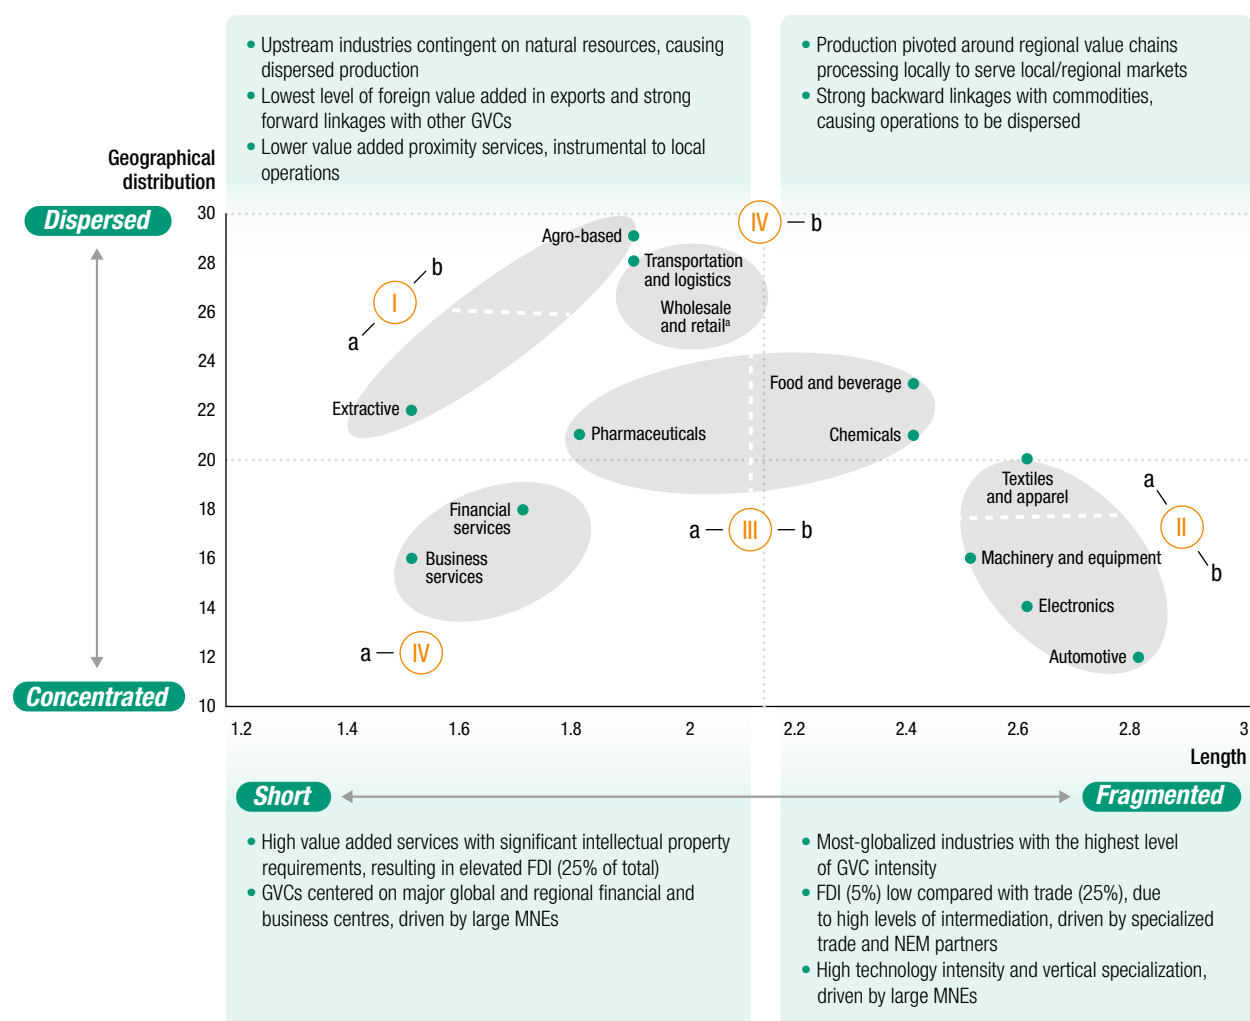 • Upstream industries contingent on natural resources, causing
dispersed production
• Lowest level of foreign value added in exports and strong
forward linkages with other GVCs
• Lower value added proximity services, instrumental to local
operations
• Production pivoted around regional value chains
processing locally to serve local/regional markets
• Strong backward linkages with commodities,
causing operations to be dispersed
Geographical
distribution
Dispersed
Concentrated
30
28
26
24
22
20
18
16
14
12
10
IV
b
Agro-based
Transportation
and logistics
Wholesale
and retailª
b
I
a
Extractive
Food and beverage
Pharmaceuticals
Chemicals
Textiles
and apparel
a
II
b
Financial
services
a
III
b
Business
services
Machinery and equipment
Electronics
a
IV
Automotive
1.2
1.4
1.6
1.8
2
2.2
2.4
2.6
2.8
3
Length
Short
Fragmented
• High value added services with significant intellectual property
requirements, resulting in elevated FDI (25% of total)
• GVCs centered on major global and regional financial and
business centres, driven by large MNEs
• Most-globalized industries with the highest level
of GVC intensity
• FDI (5%) low compared with trade (25%), due
to high levels of intermediation, driven by specialized
trade and NEM partners
• High technology intensity and vertical specialization,
driven by large MNEs